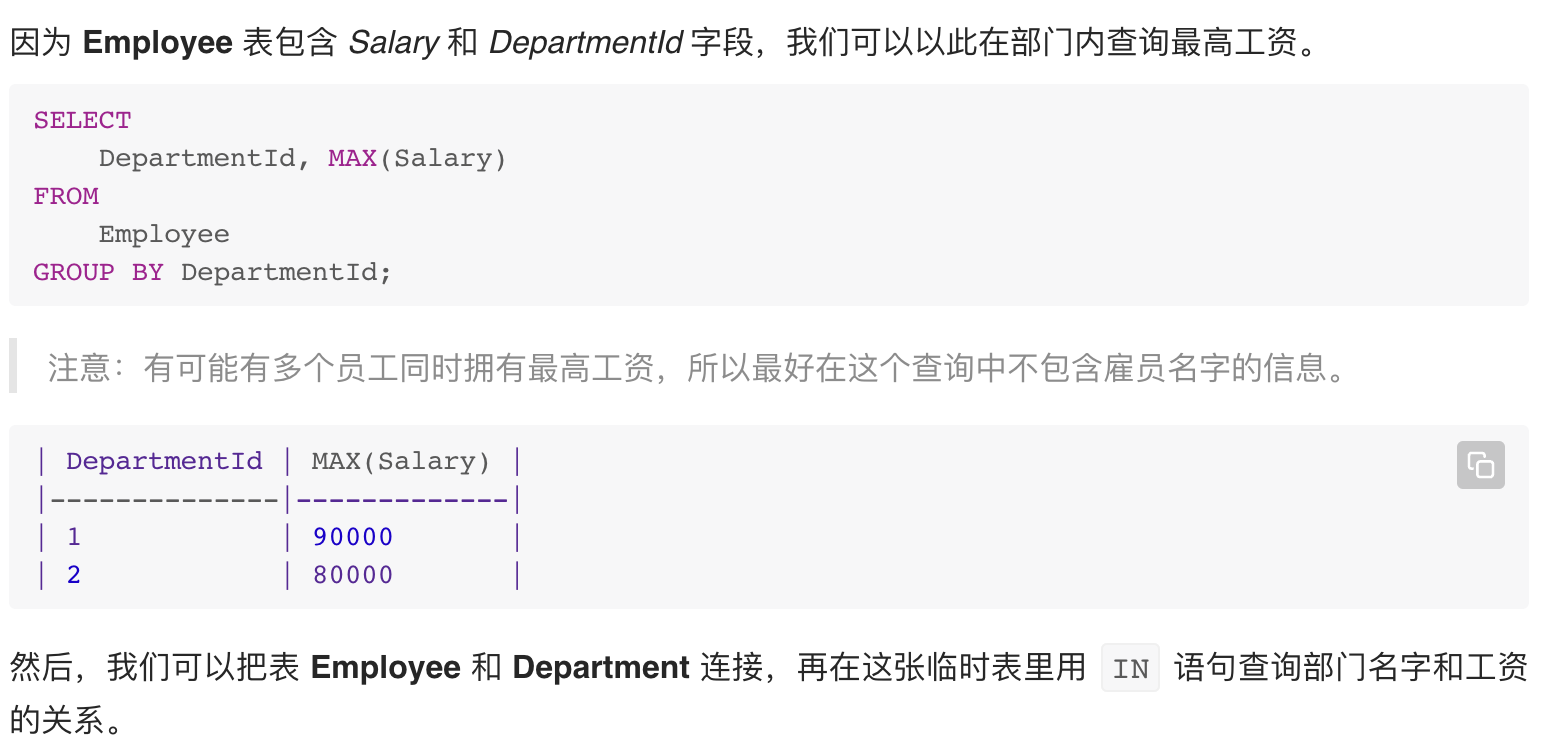 因为 Employee 表包含 Salary 和 DepartmentId 字段，我们可以以此在部门内查询最高工资。
SELECT
    DepartmentId, MAX(Salary)
FROM
    Employee
GROUP BY DepartmentId;
注意：有可能有多个员工同时拥有最高工资，所以最好在这个查询中不包含雇员名字的信息。
| DepartmentId | MAX(Salary) |
|--------------|-------------|
| 1            | 90000       |
| 2            | 80000       |
然后，我们可以把表 Employee 和 Department 连接，再在这张临时表里用 IN 语句查询部门名字和工资
的关系。